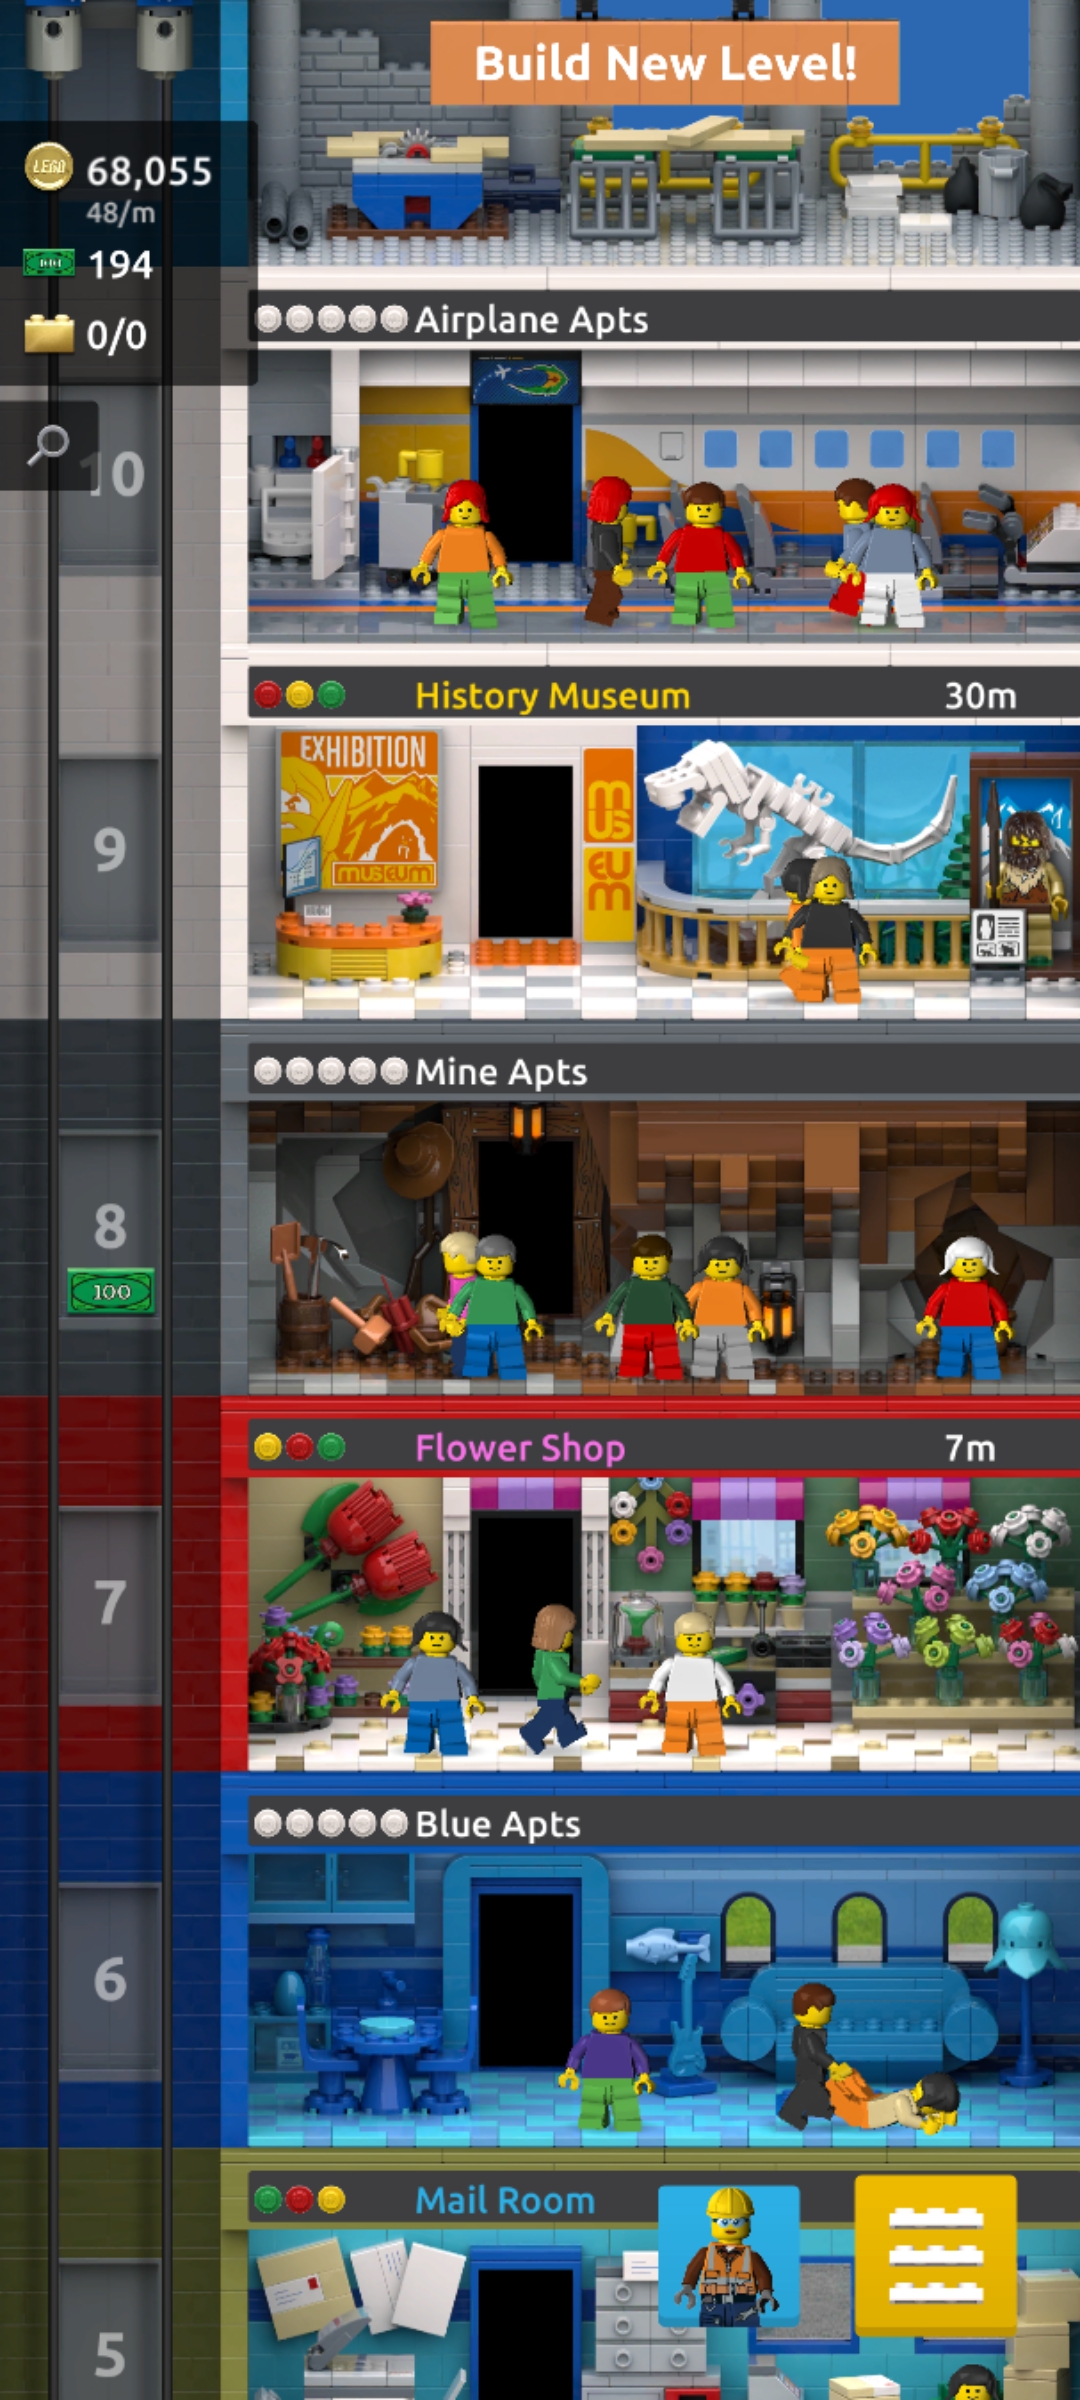 Build New Level!
LEGO
68,055
48/m
194
0/0
Airplane Apts
10
History Museum 30m
EXHIBITION
MUSEUM
MUSEUM
9
Mine Apts
8
100
Flower Shop 7m
7
Blue Apts
6
Mail Room
5